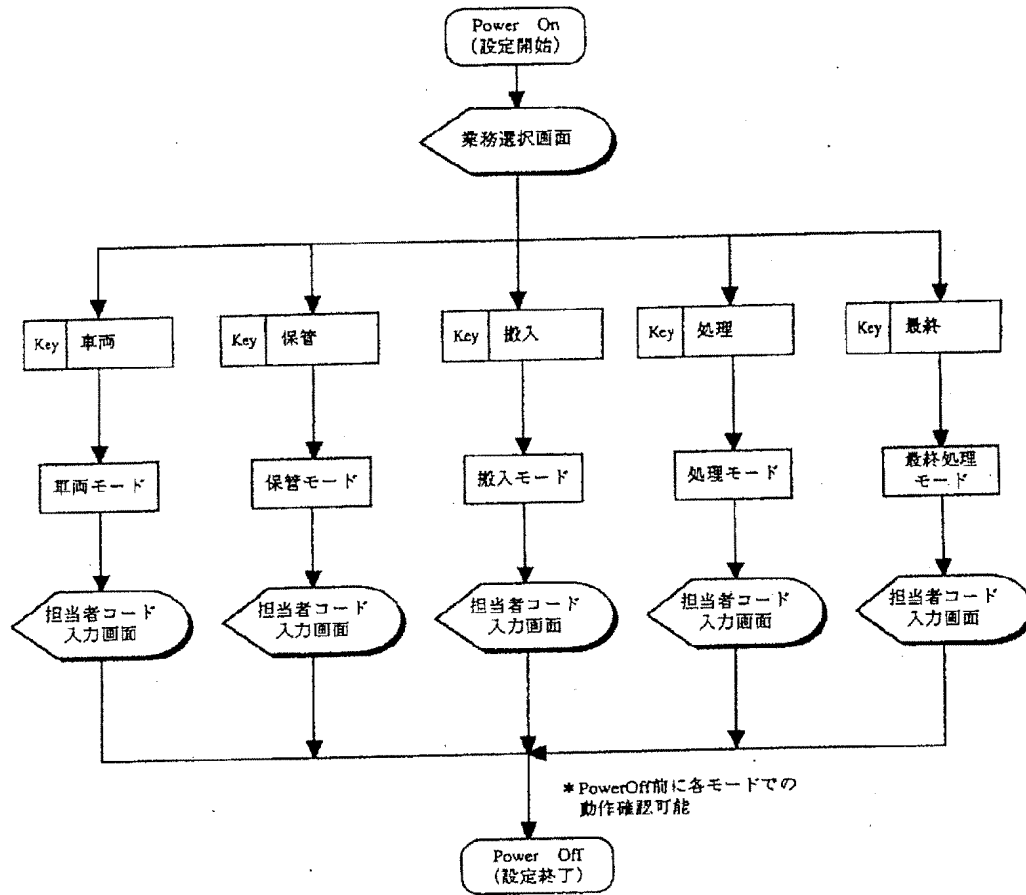 Power On
(設定開始)
業務選択画面
Key 車両
Key 保管
Key 搬入
Key 処理
Key 最終
車両モード
保管モード
搬入モード
処理モード
最終処理
モード
担当者コード
入力画面
担当者コード
入力画面
担当者コード
入力画面
担当者コード
入力画面
担当者コード
入力画面
*PowerOff前に各モードでの
動作確認可能
Power Off
(設定終了)